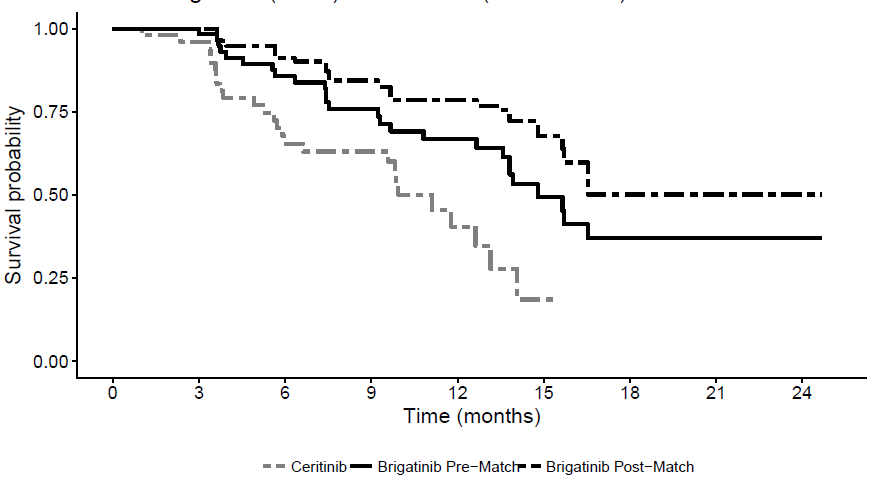 1.00
0.75
0.50
0.25
0.00
Survival probability
0 3 6 9 12 15 18 21 24
Time (months)
Ceritinib Brigatinib Pre−Match Brigatinib Post−Match